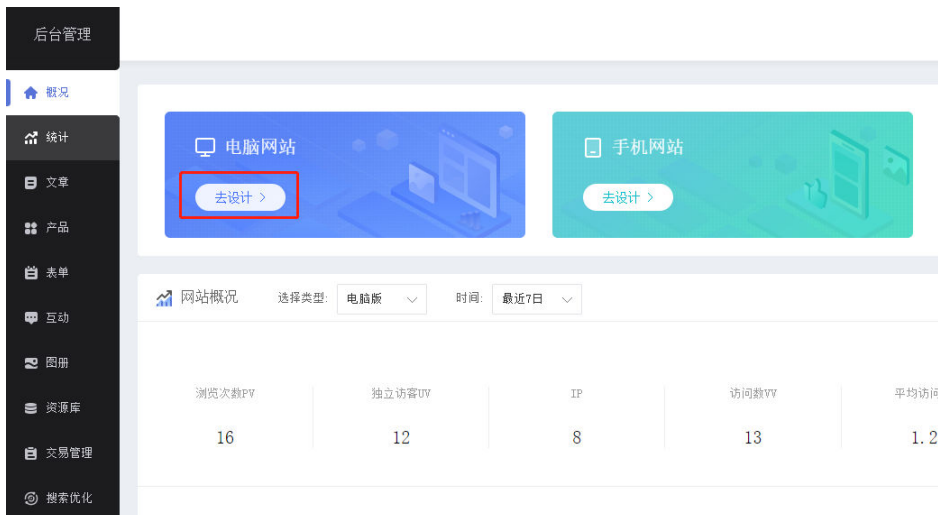 后台管理
概况
统计
文章
产品
表单
互动
图册
资源库
交易管理
搜索优化
电脑网站
去设计 >
手机网站
去设计 >
网站概况 选择类型: 电脑版 时间: 最近7日
浏览次数PV 独立访客UV IP 访问数VV 平均访问
16 12 8 13 1.2